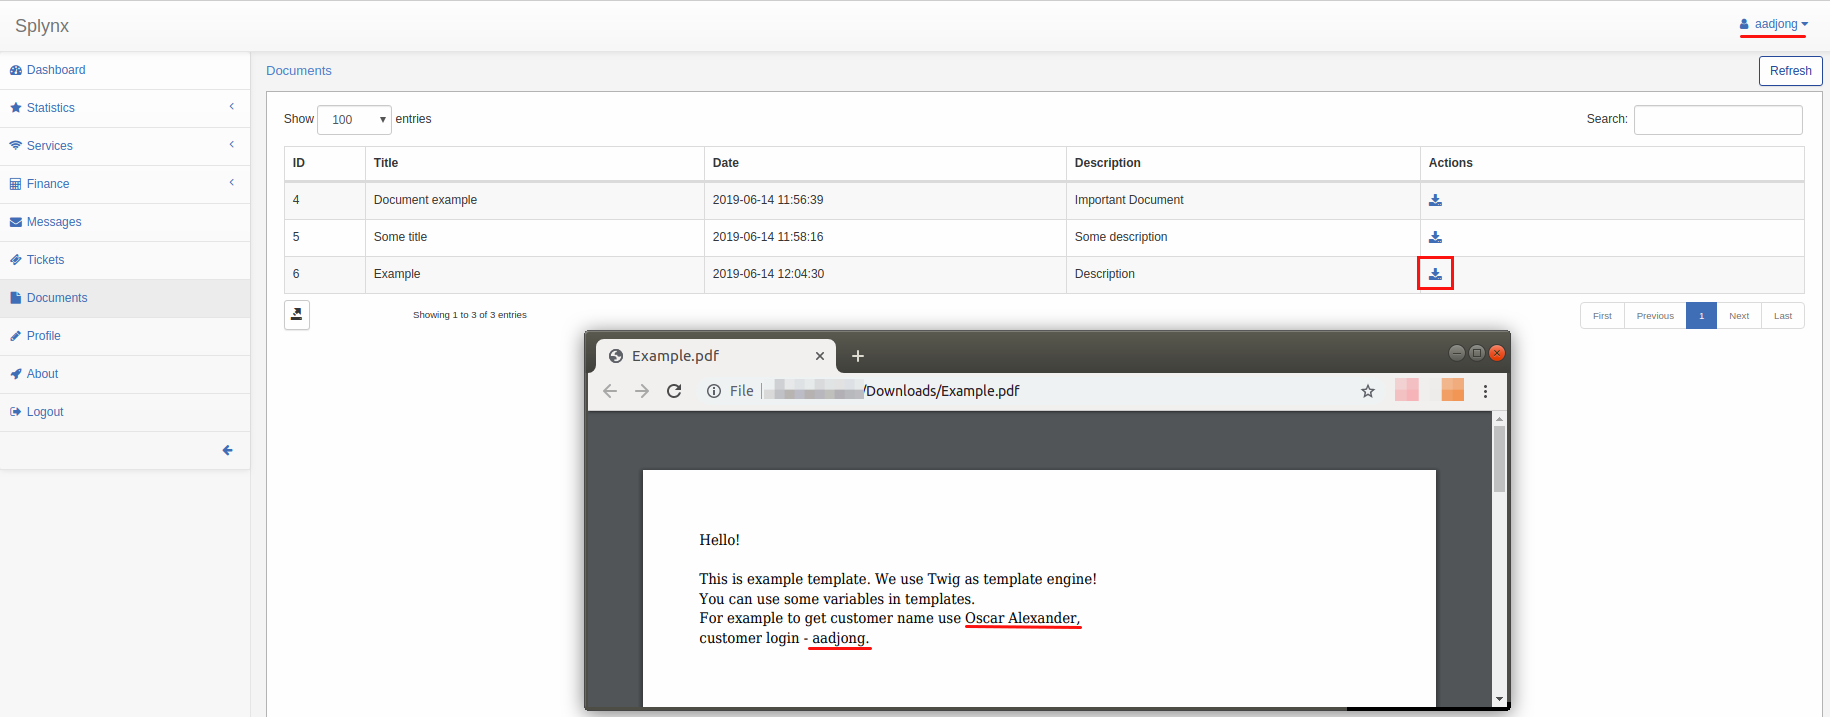 Splynx
aadjong
Dashboard
Statistics
Services
Finance
Messages
Tickets
Documents
Profile
About
Logout
Documents
Refresh
Show 100 entries
Search:
ID Title Date Description Actions
4 Document example 2019-06-14 11:56:39 Important Document
5 Some title 2019-06-14 11:58:16 Some description
6 Example 2019-06-14 12:04:30 Description
Showing 1 to 3 of 3 entries
First Previous 1 Next Last
Example.pdf
File /Downloads/Example.pdf
Hello!
This is example template. We use Twig as template engine!
You can use some variables in templates.
For example to get customer name use Oscar Alexander,
customer login - aadjong.